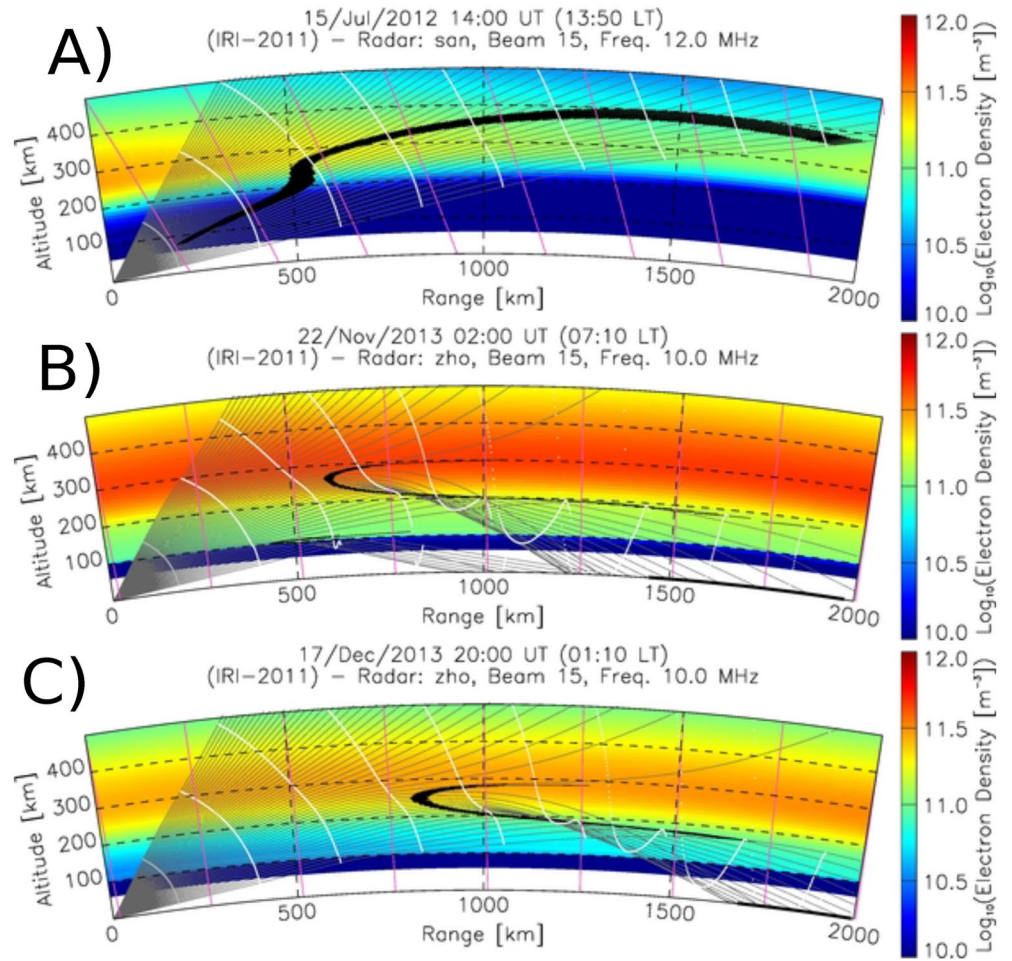 A)
15/Jul/2012 14:00 UT (13:50 LT)
(IRI-2011) – Radar: san, Beam 15, Freq. 12.0 MHz
400
300
200
100
Altitude [km]
0
500
1000
1500
2000
Range [km]
12.0
11.5
11.0
10.5
10.0
Log₁₀(Electron Density [m⁻³])
B)
22/Nov/2013 02:00 UT (07:10 LT)
(IRI-2011) – Radar: zho, Beam 15, Freq. 10.0 MHz
400
300
200
100
Altitude [km]
0
500
1000
1500
2000
Range [km]
12.0
11.5
11.0
10.5
10.0
Log₁₀(Electron Density [m⁻³])
C)
17/Dec/2013 20:00 UT (01:10 LT)
(IRI-2011) – Radar: zho, Beam 15, Freq. 10.0 MHz
400
300
200
100
Altitude [km]
0
500
1000
1500
2000
Range [km]
12.0
11.5
11.0
10.5
10.0
Log₁₀(Electron Density [m⁻³])